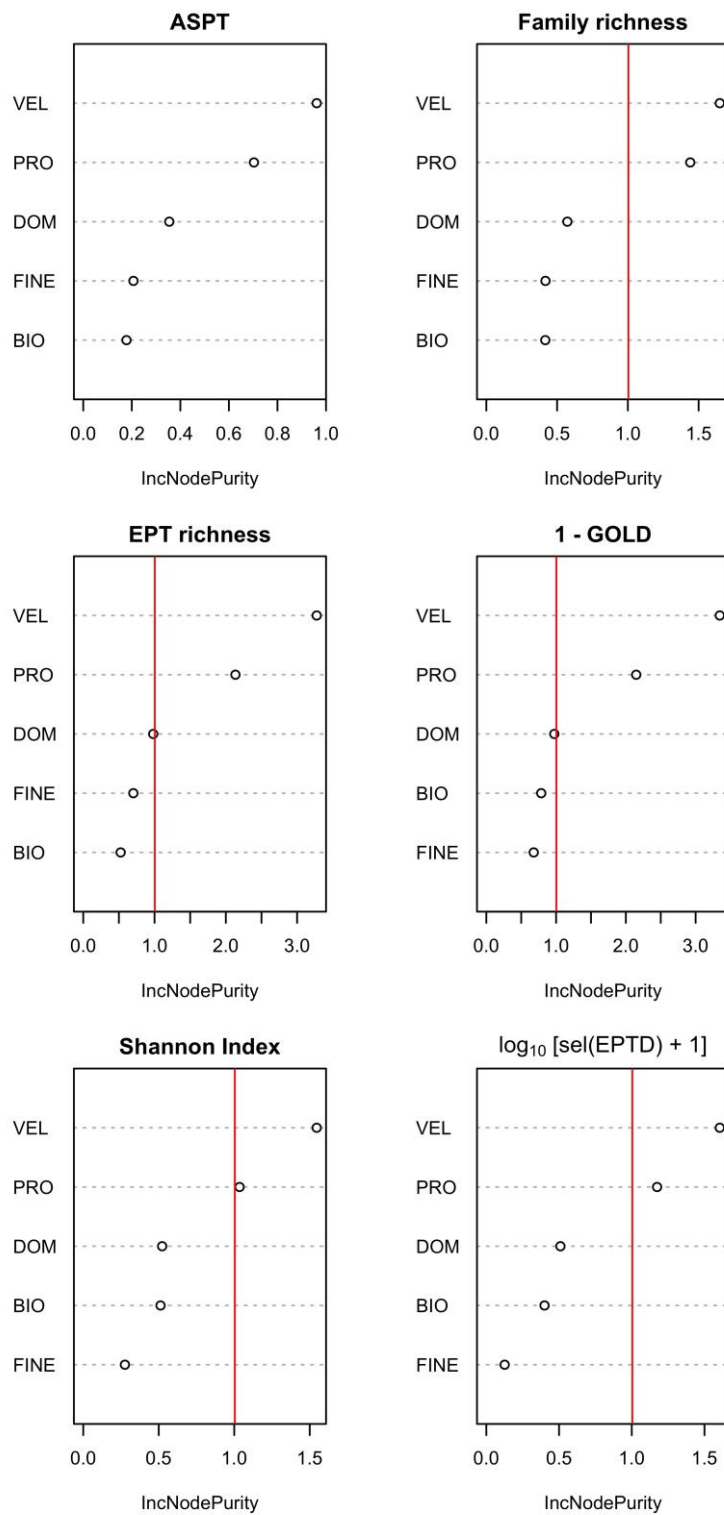 ASPT
VEL
PRO
DOM
FINE
BIO
0.0 0.2 0.4 0.6 0.8 1.0
IncNodePurity
Family richness
VEL
PRO
DOM
FINE
BIO
0.0 0.5 1.0 1.5
IncNodePurity
EPT richness
VEL
PRO
DOM
FINE
BIO
0.0 1.0 2.0 3.0
IncNodePurity
1 - GOLD
VEL
PRO
DOM
BIO
FINE
0.0 1.0 2.0 3.0
IncNodePurity
Shannon Index
VEL
PRO
DOM
BIO
FINE
0.0 0.5 1.0 1.5
IncNodePurity
log₁₀ [sel(EPTD) + 1]
VEL
PRO
DOM
BIO
FINE
0.0 0.5 1.0 1.5
IncNodePurity